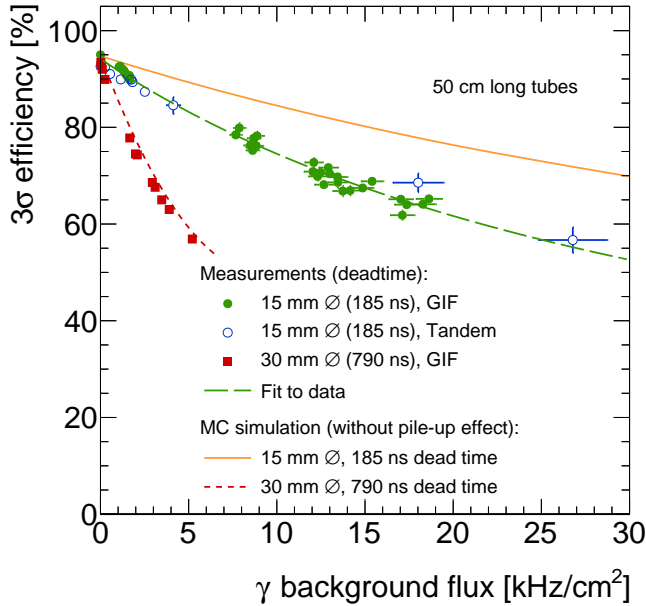 3σ efficiency [%]
100
80
60
40
20
0
50 cm long tubes
Measurements (deadtime):
15 mm Ø (185 ns), GIF
15 mm Ø (185 ns), Tandem
30 mm Ø (790 ns), GIF
Fit to data
MC simulation (without pile-up effect):
15 mm Ø, 185 ns dead time
30 mm Ø, 790 ns dead time
0 5 10 15 20 25 30
γ background flux [kHz/cm²]